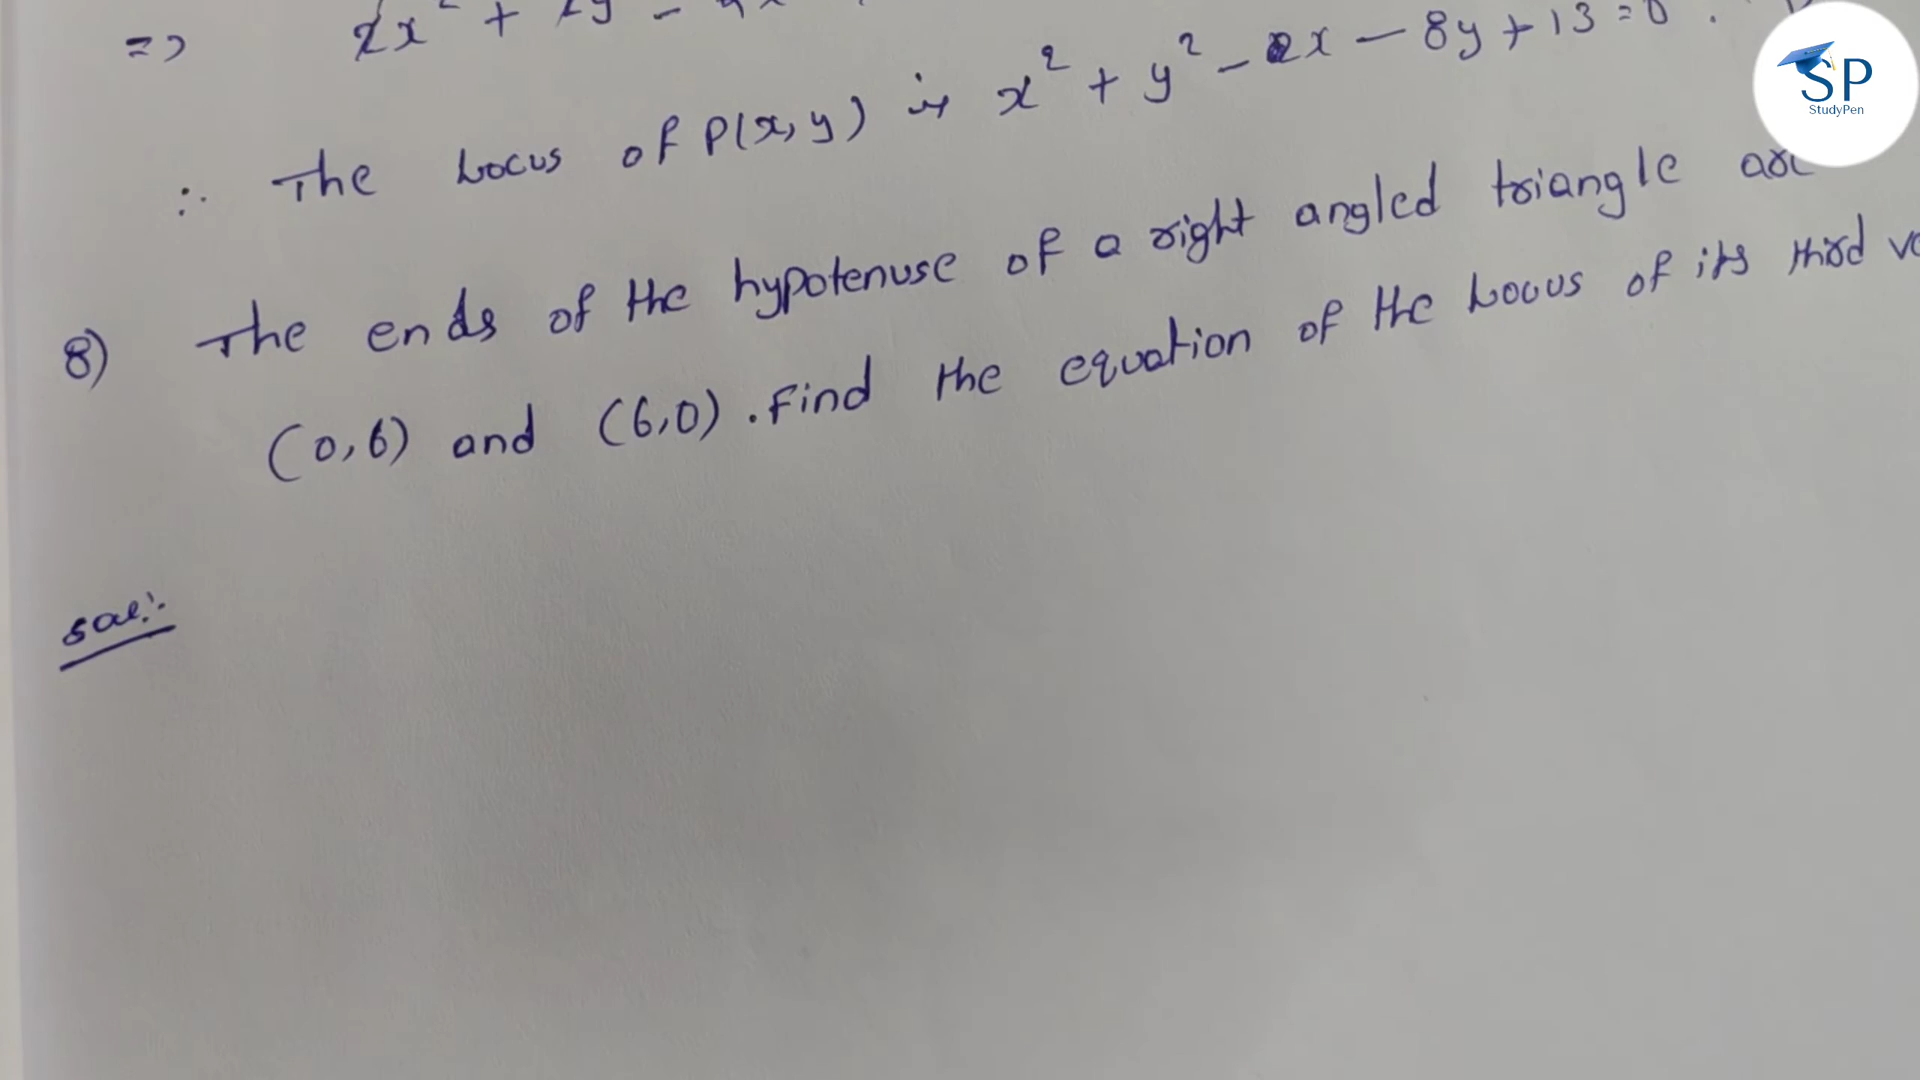 => 2x² +
∴ The Locus of P(x,y) is x² + y² - 2x - 8y + 13 = 0.
SP
StudyPen
8) The ends of the hypotenuse of a right angled triangle are
(0,6) and (6,0). Find the equation of the Locus of its third
Sol:-